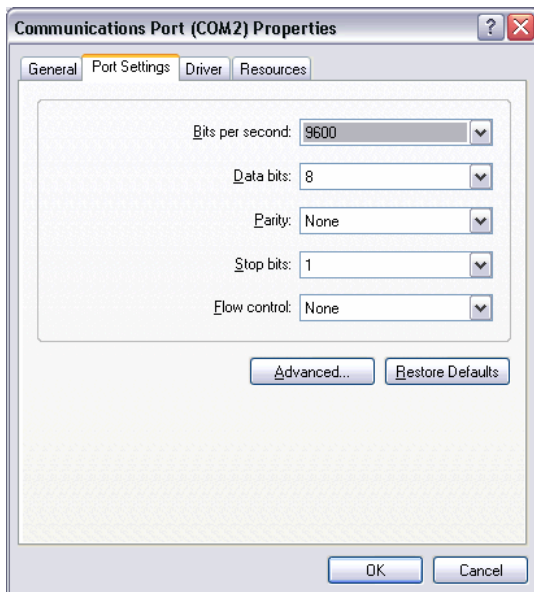 Communications Port (COM2) Properties
General Port Settings Driver Resources
Bits per second: 9600
Data bits: 8
Parity: None
Stop bits: 1
Flow control: None
Advanced... Restore Defaults
OK Cancel